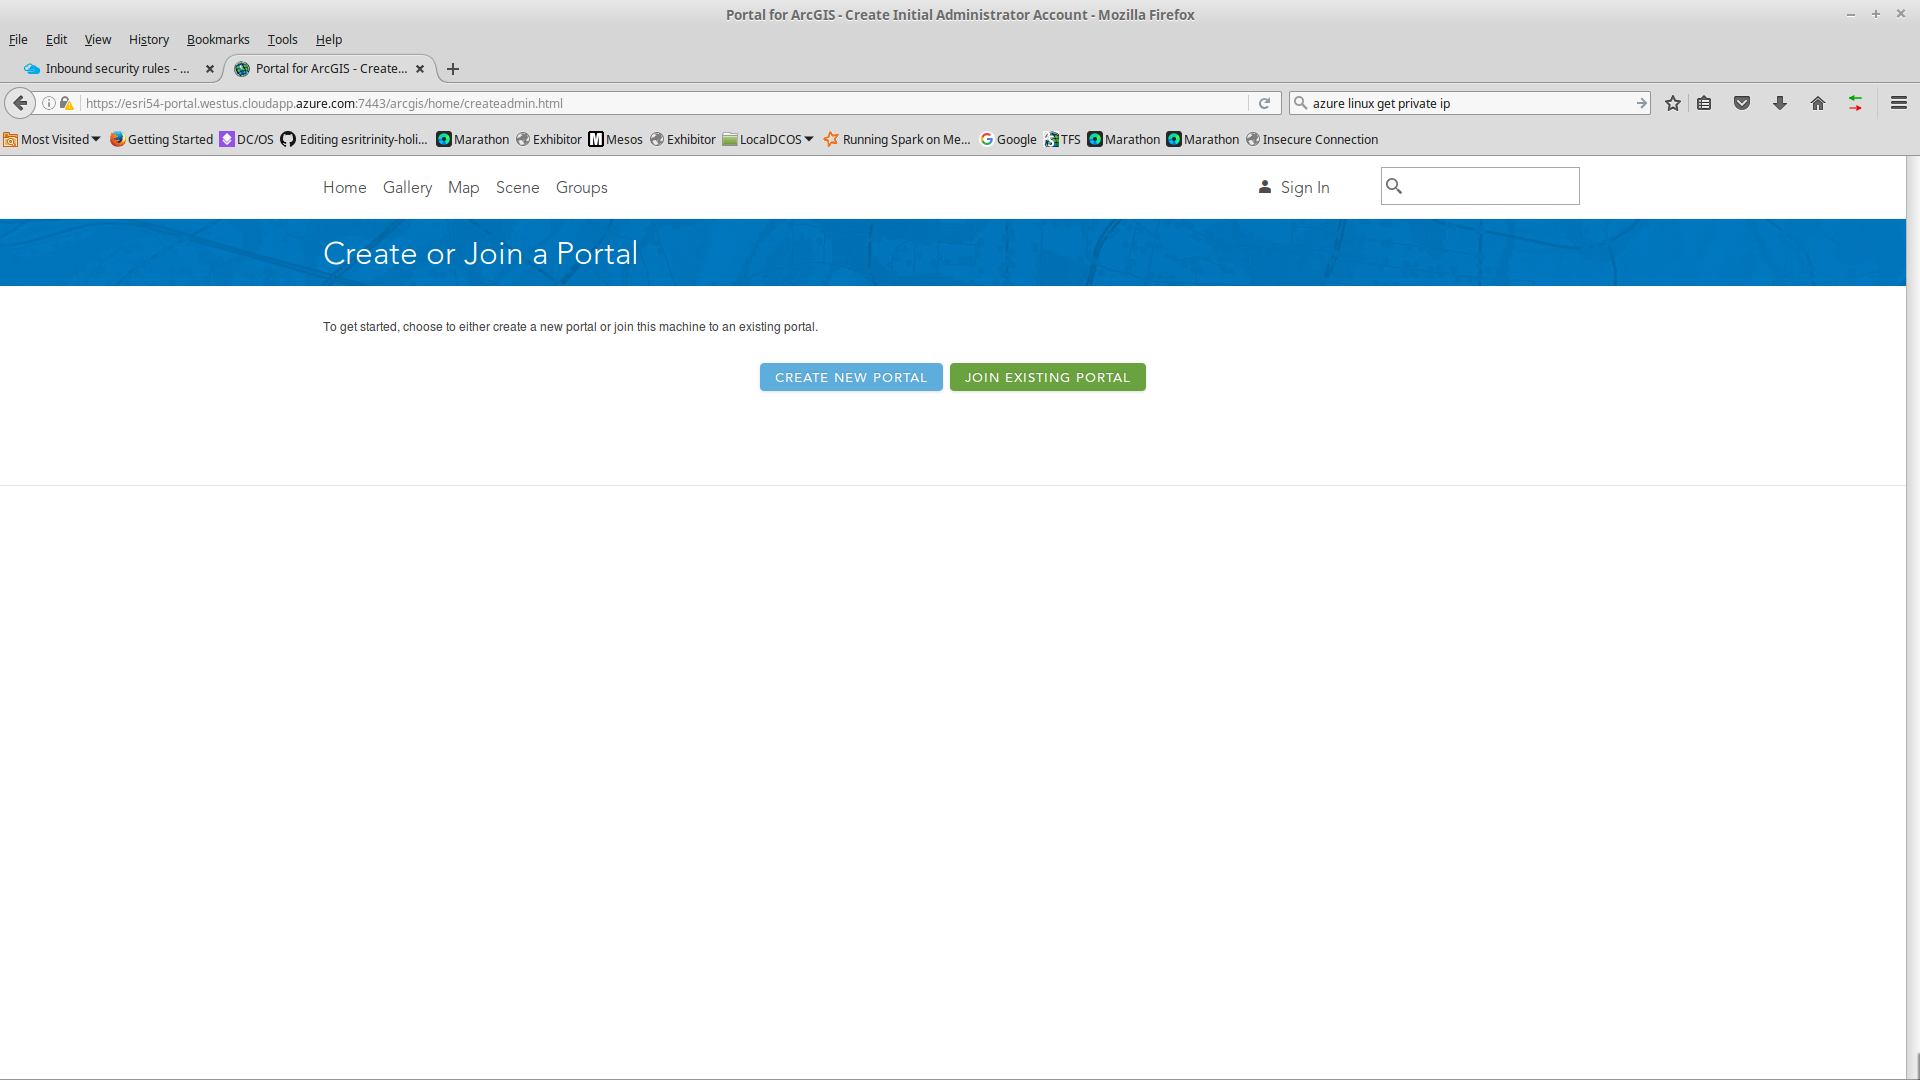 Portal for ArcGIS - Create Initial Administrator Account - Mozilla Firefox
File Edit View History Bookmarks Tools Help
Inbound security rules - ... Portal for ArcGIS - Create...
https://esri54-portal.westus.cloudapp.azure.com:7443/arcgis/home/createadmin.html azure linux get private ip
Most Visited Getting Started DC/OS Editing esritrinity-holi... Marathon Exhibitor M Mesos Exhibitor LocalDCOS Running Spark on Me... Google TFS Marathon Marathon Insecure Connection
Home Gallery Map Scene Groups Sign In
Create or Join a Portal
To get started, choose to either create a new portal or join this machine to an existing portal.
CREATE NEW PORTAL JOIN EXISTING PORTAL